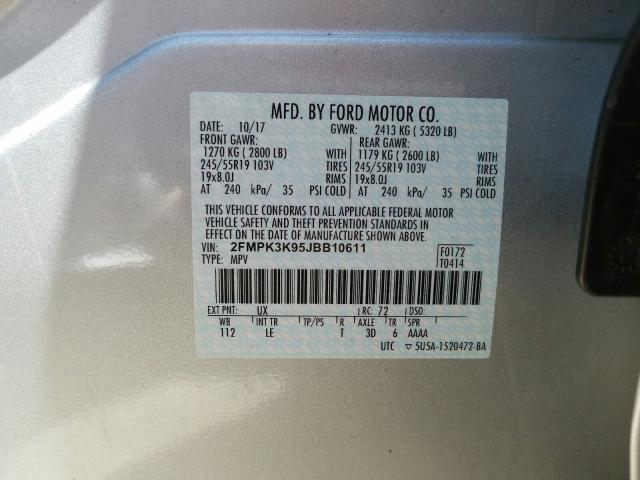 MFD. BY FORD MOTOR CO.
DATE: 10/17 GVWR: 2413 KG ( 5320 LB)
FRONT GAWR: REAR GAWR:
1270 KG ( 2800 LB) WITH 1179 KG ( 2600 LB) WITH
245/55R19 103V TIRES 245/55R19 103V TIRES
19x8.0J RIMS 19x8.0J RIMS
AT 240 kPa/ 35 PSI COLD AT 240 kPa/ 35 PSI COLD
THIS VEHICLE CONFORMS TO ALL APPLICABLE FEDERAL MOTOR
VEHICLE SAFETY AND THEFT PREVENTION STANDARDS IN
EFFECT ON THE DATE OF MANUFACTURE SHOWN ABOVE.
VIN: 2FMPK3K95JBB10611 F0172
TYPE: MPV T0414
EXT PNT: UX RC: 72 DSO:
WB INT TR TP/PS R AXLE TR SPR
112 LE T 3D 6 AAAA
UTC ▽ 5U5A-1520472-BA